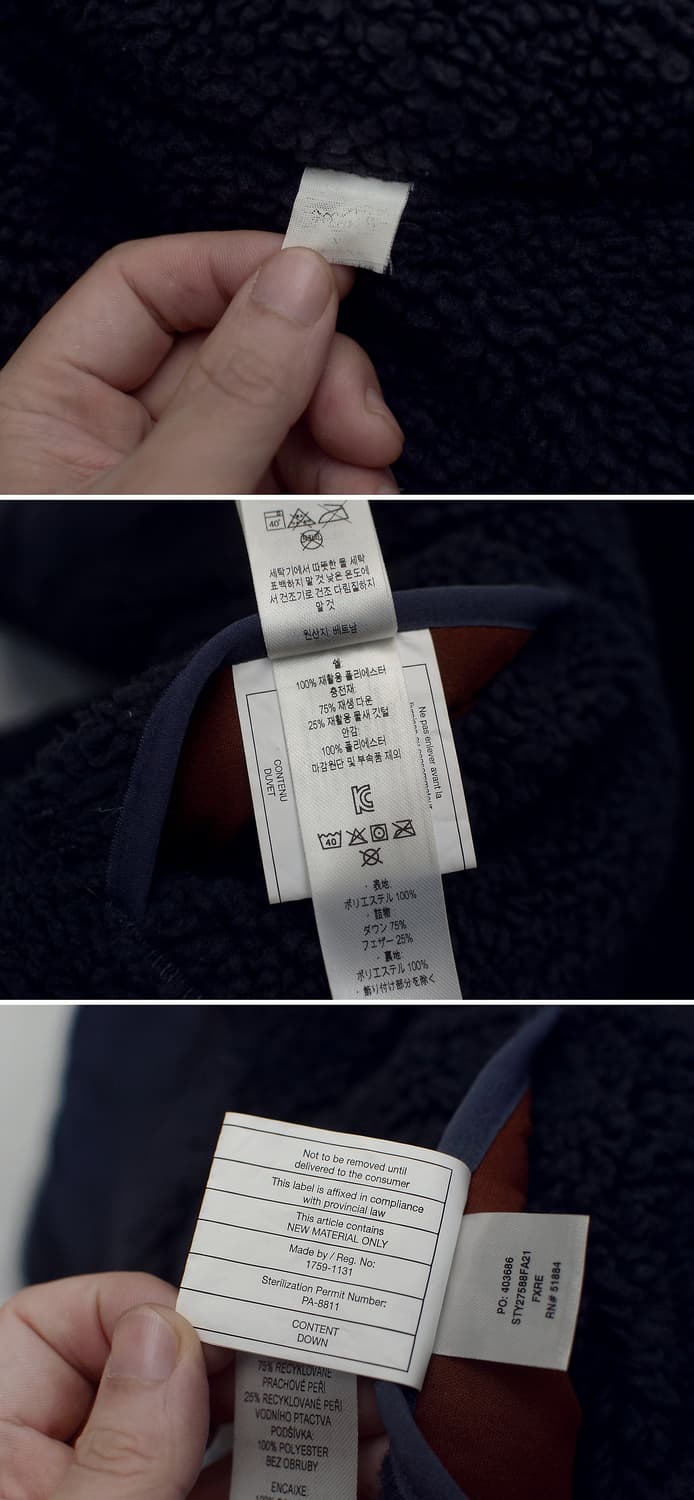 40°
세탁기에서 따뜻한 물 세탁
표백하지 말 것 낮은 온도에
서 건조기로 건조 다림질하지
말 것
원산지: 베트남
쉘:
100% 재활용 폴리에스터
충전재:
75% 재생 다운
25% 재활용 물새 깃털
안감:
100% 폴리에스터
마감원단 및 부속품 제외
40
・ 表地:
ポリエステル 100%
・ 詰物:
ダウン 75%
フェザー 25%
・ 裏地:
ポリエステル 100%
・ 飾り付け部分を除く
CONTENU
DUVET
Ne pas enlever avant la
Not to be removed until
delivered to the consumer
This label is affixed in compliance
with provincial law
This article contains
NEW MATERIAL ONLY
Made by / Reg. No:
1759-1131
Sterilization Permit Number:
PA-8811
CONTENT
DOWN
PO: 403686
STY27588FA21
FXRE
RN# 51884
75% RECYKLOVANÉ
PRACHOVÉ PEŘÍ
25% RECYKLOVANÉ PEŘÍ
VODNÍHO PTACTVA
PODŠÍVKA:
100% POLYESTER
BEZ OBRUBY
ENCAIXE: